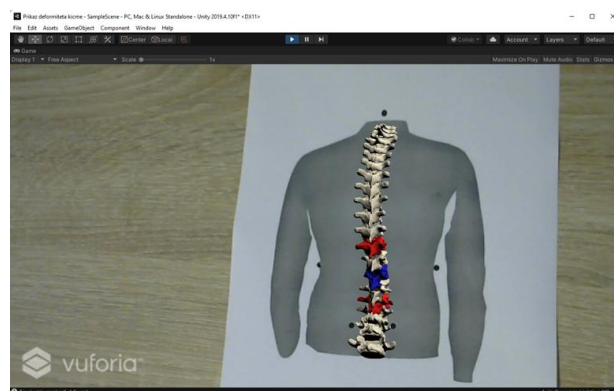 Prikaz deformiteta kicme - SampleScene - PC, Mac & Linux Standalone - Unity 2019.4.10f1* <DX11>
File Edit Assets GameObject Component Window Help
Center Local Collab Account Layers Default
Game
Display 1 Free Aspect Scale 1x Maximize On Play Mute Audio Stats Gizmos
vuforia